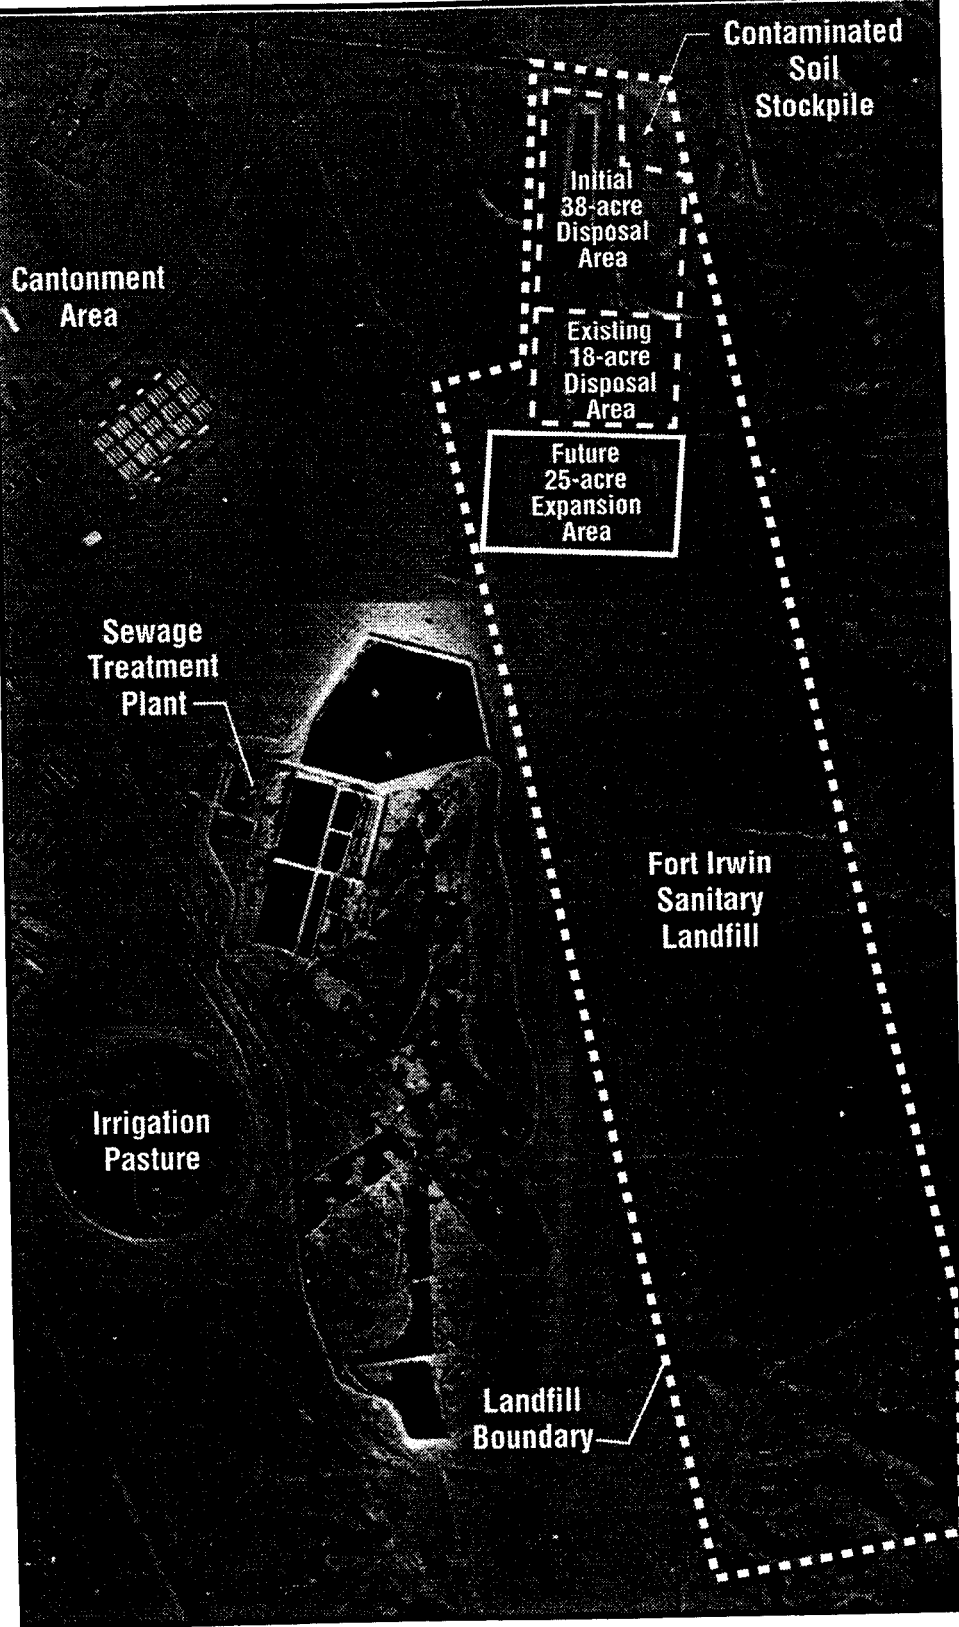 Contaminated
Soil
Stockpile
Initial
38-acre
Disposal
Area
Cantonment
Area
Existing
18-acre
Disposal
Area
Future
25-acre
Expansion
Area
Sewage
Treatment
Plant
Fort Irwin
Sanitary
Landfill
Irrigation
Pasture
Landfill
Boundary